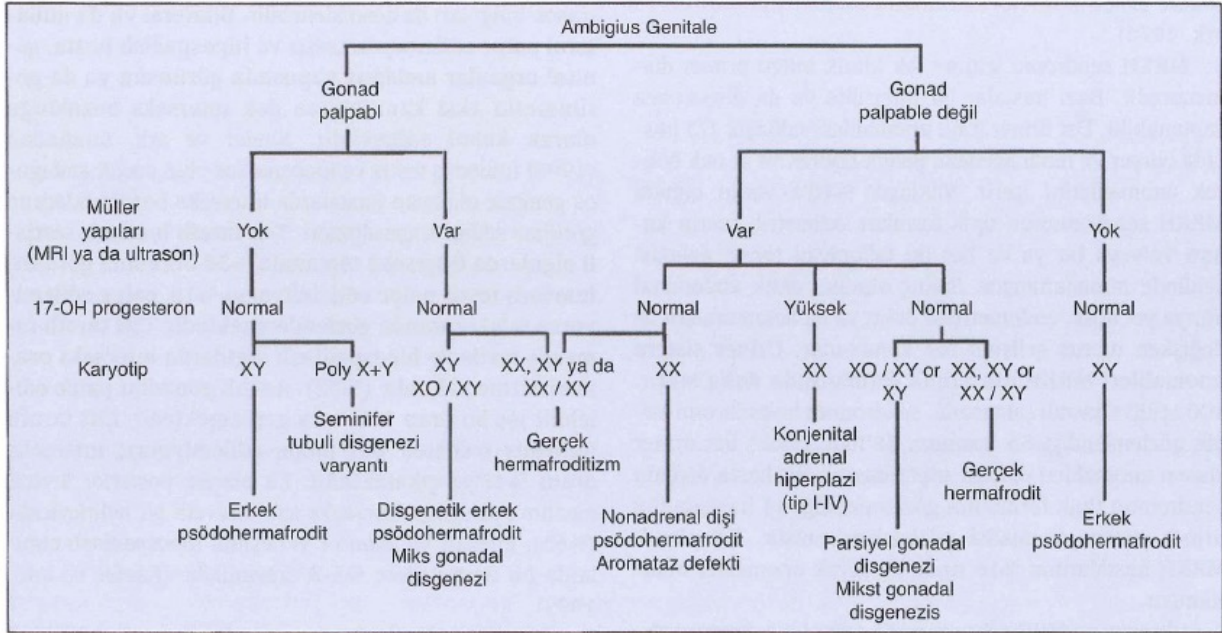 Ambigius Genitale
Gonad
palpabl
Gonad
palpable değil
Müller
yapıları
(MRI ya da ultrason)
Yok
Var
Var
Yok
17-OH progesteron
Normal
Normal
Normal
Yüksek
Normal
Normal
Karyotip
XY
Poly X+Y
XY
XO / XY
XX, XY ya da
XX / XY
XX
XX
XO / XY or
XY
XX, XY or
XX / XY
XY
Seminifer
tubuli disgenezi
varyantı
Gerçek
hermafroditizm
Konjenital
adrenal
hiperplazi
(tip I-IV)
Gerçek
hermafrodit
Erkek
psödohermafrodit
Disgenetik erkek
psödohermafrodit
Miks gonadal
disgenezi
Nonadrenal dişi
psödohermafrodit
Aromataz defekti
Parsiyel gonadal
disgenezi
Mikst gonadal
disgenezis
Erkek
psödohermafrodit